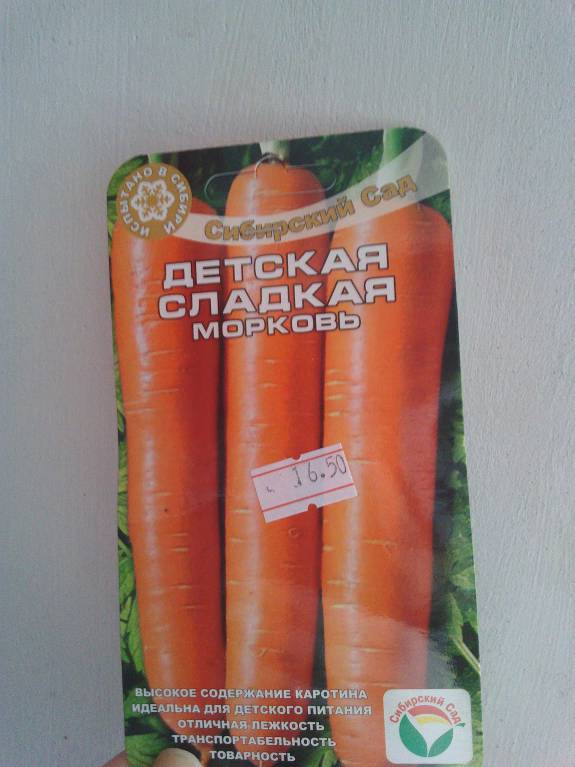 ИСПЫТАНО В СИБИРИ
Сибирский Сад
ДЕТСКАЯ
СЛАДКАЯ
МОРКОВЬ
16.50
ВЫСОКОЕ СОДЕРЖАНИЕ КАРОТИНА
ИДЕАЛЬНА ДЛЯ ДЕТСКОГО ПИТАНИЯ
ОТЛИЧНАЯ ЛЕЖКОСТЬ
ТРАНСПОРТАБЕЛЬНОСТЬ
ТОВАРНОСТЬ
Сибирский Сад